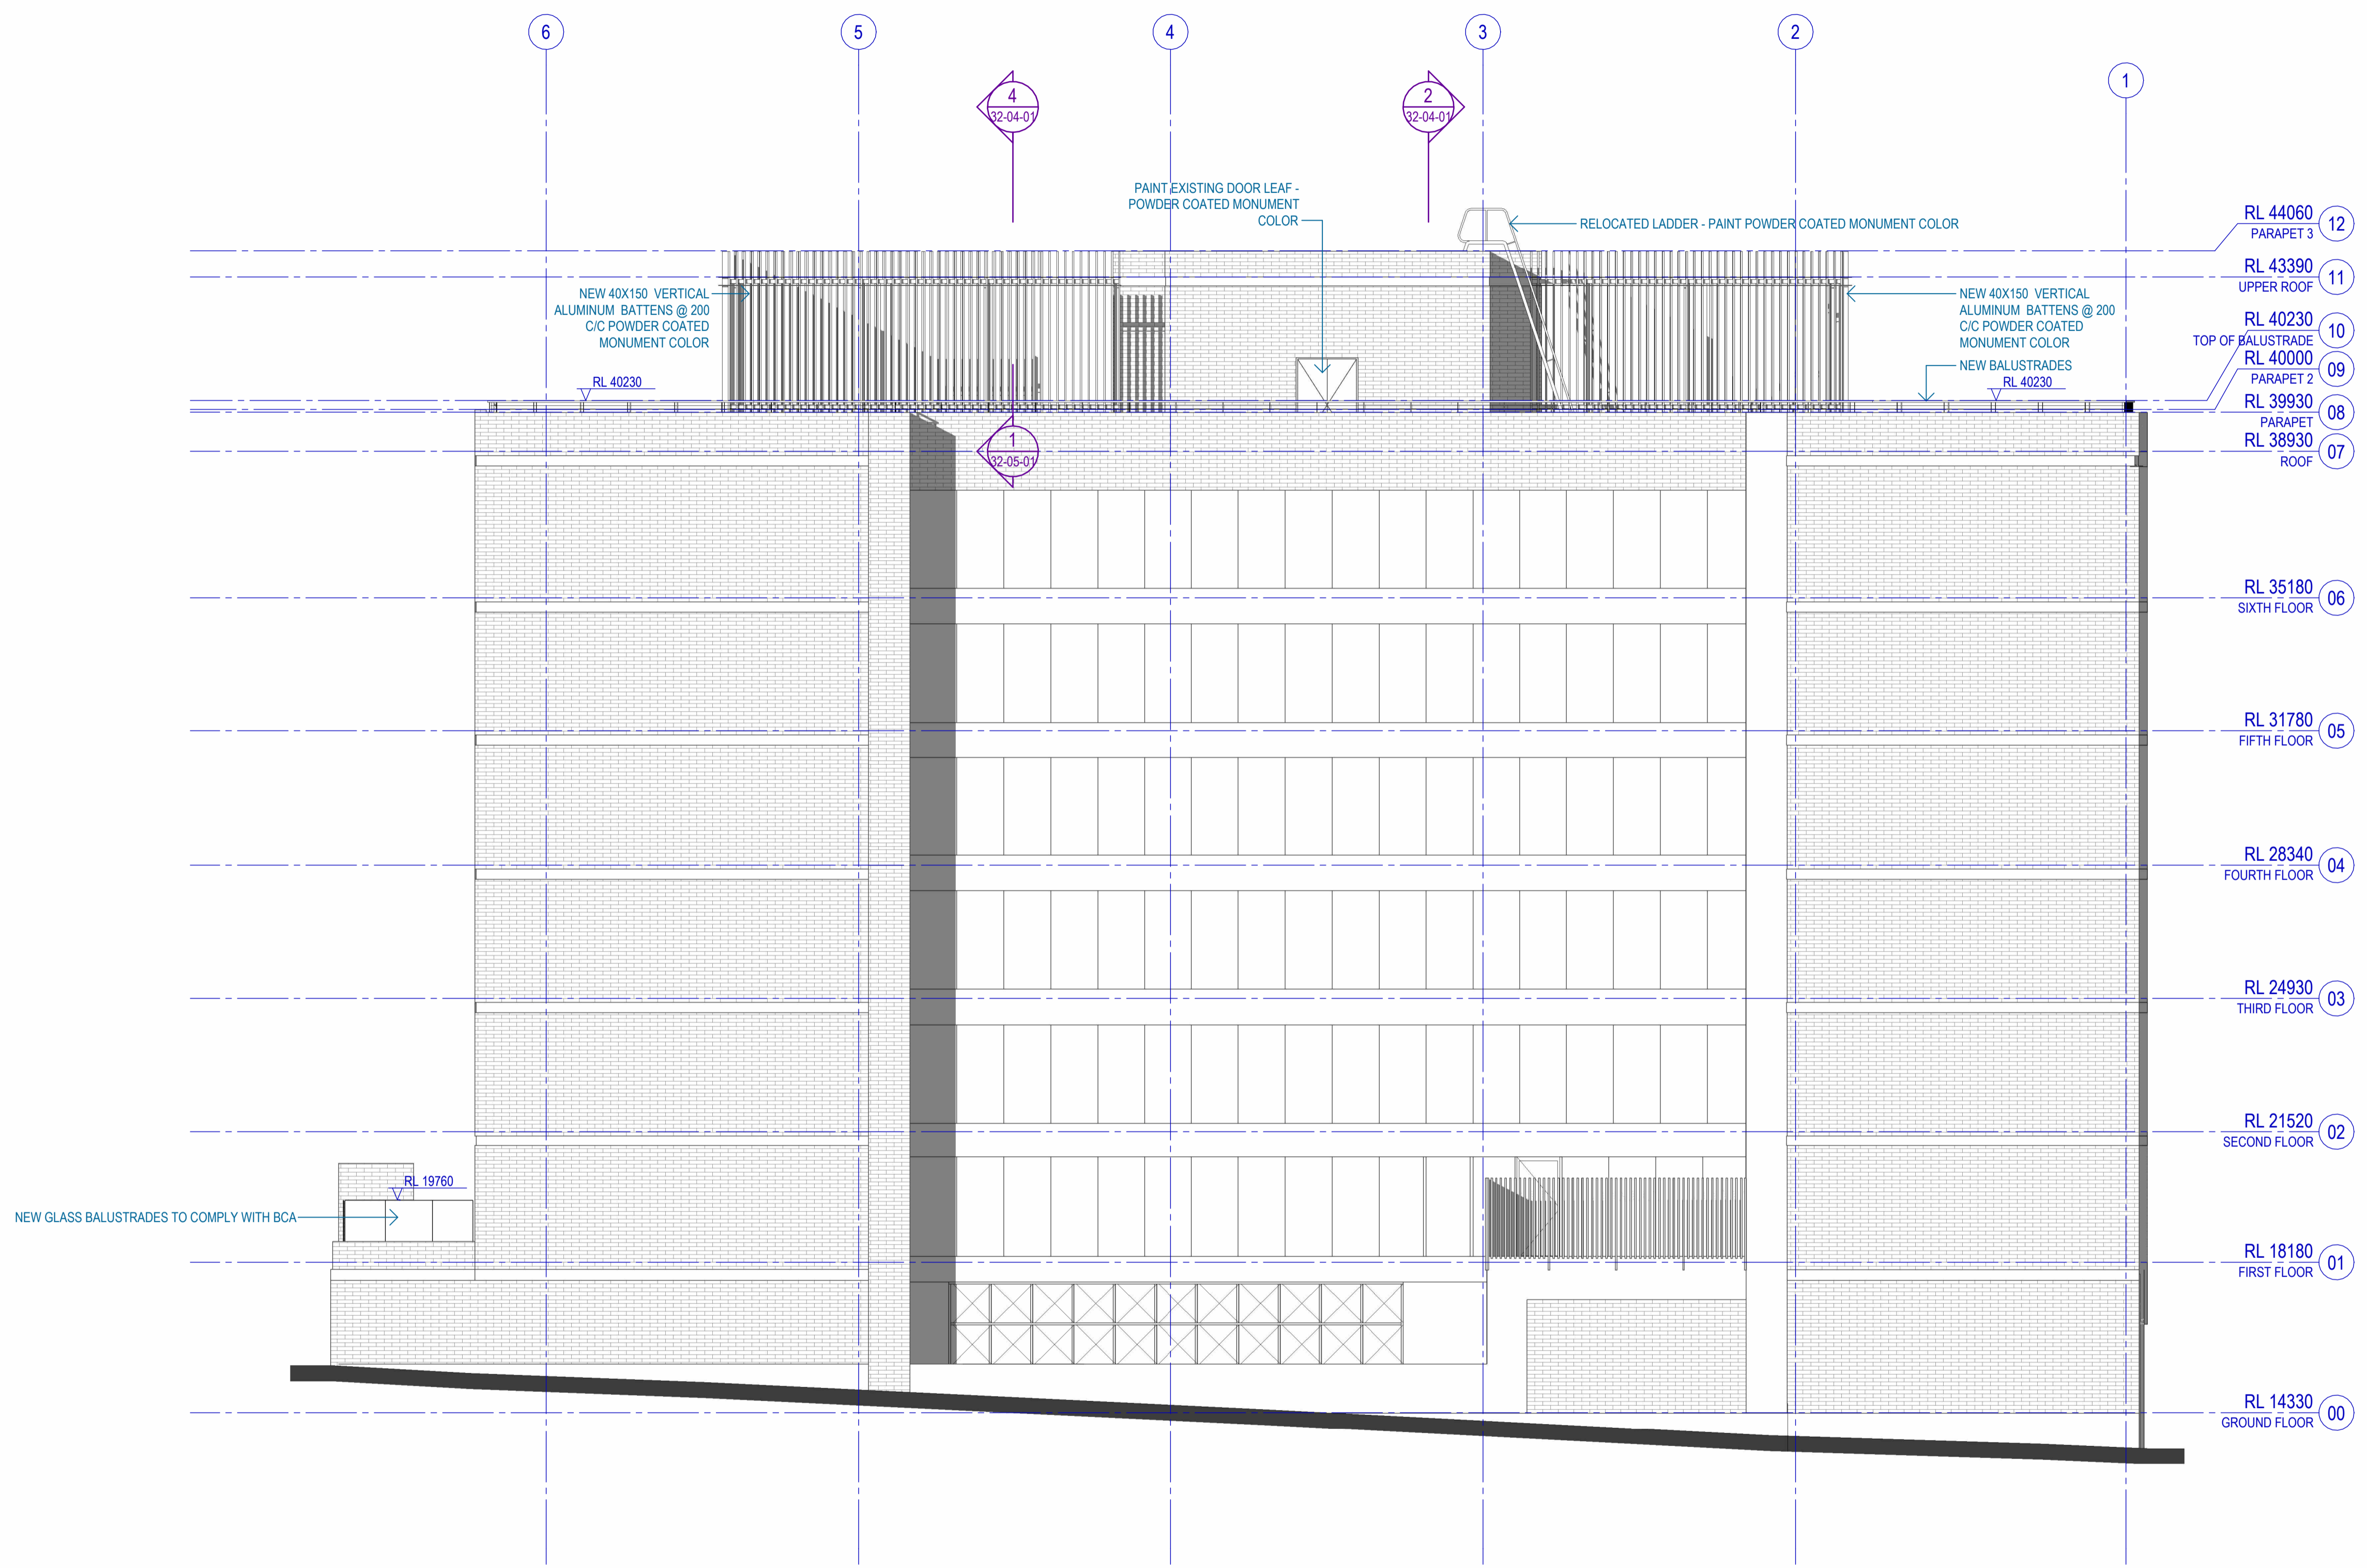 6
5
4
3
2
1
4
32-04-01
2
32-04-01
PAINT EXISTING DOOR LEAF -
POWDER COATED MONUMENT
COLOR
RELOCATED LADDER - PAINT POWDER COATED MONUMENT COLOR
RL 44060
PARAPET 3
12
RL 43390
UPPER ROOF
11
NEW 40X150 VERTICAL
ALUMINUM BATTENS @ 200
C/C POWDER COATED
MONUMENT COLOR
NEW 40X150 VERTICAL
ALUMINUM BATTENS @ 200
C/C POWDER COATED
MONUMENT COLOR
RL 40230
TOP OF BALUSTRADE
10
NEW BALUSTRADES
RL 40000
PARAPET 2
09
RL 40230
RL 40230
RL 39930
PARAPET
08
1
32-05-01
RL 38930
ROOF
07
RL 35180
SIXTH FLOOR
06
RL 31780
FIFTH FLOOR
05
RL 28340
FOURTH FLOOR
04
RL 24930
THIRD FLOOR
03
RL 21520
SECOND FLOOR
02
RL 19760
NEW GLASS BALUSTRADES TO COMPLY WITH BCA
RL 18180
FIRST FLOOR
01
RL 14330
GROUND FLOOR
00